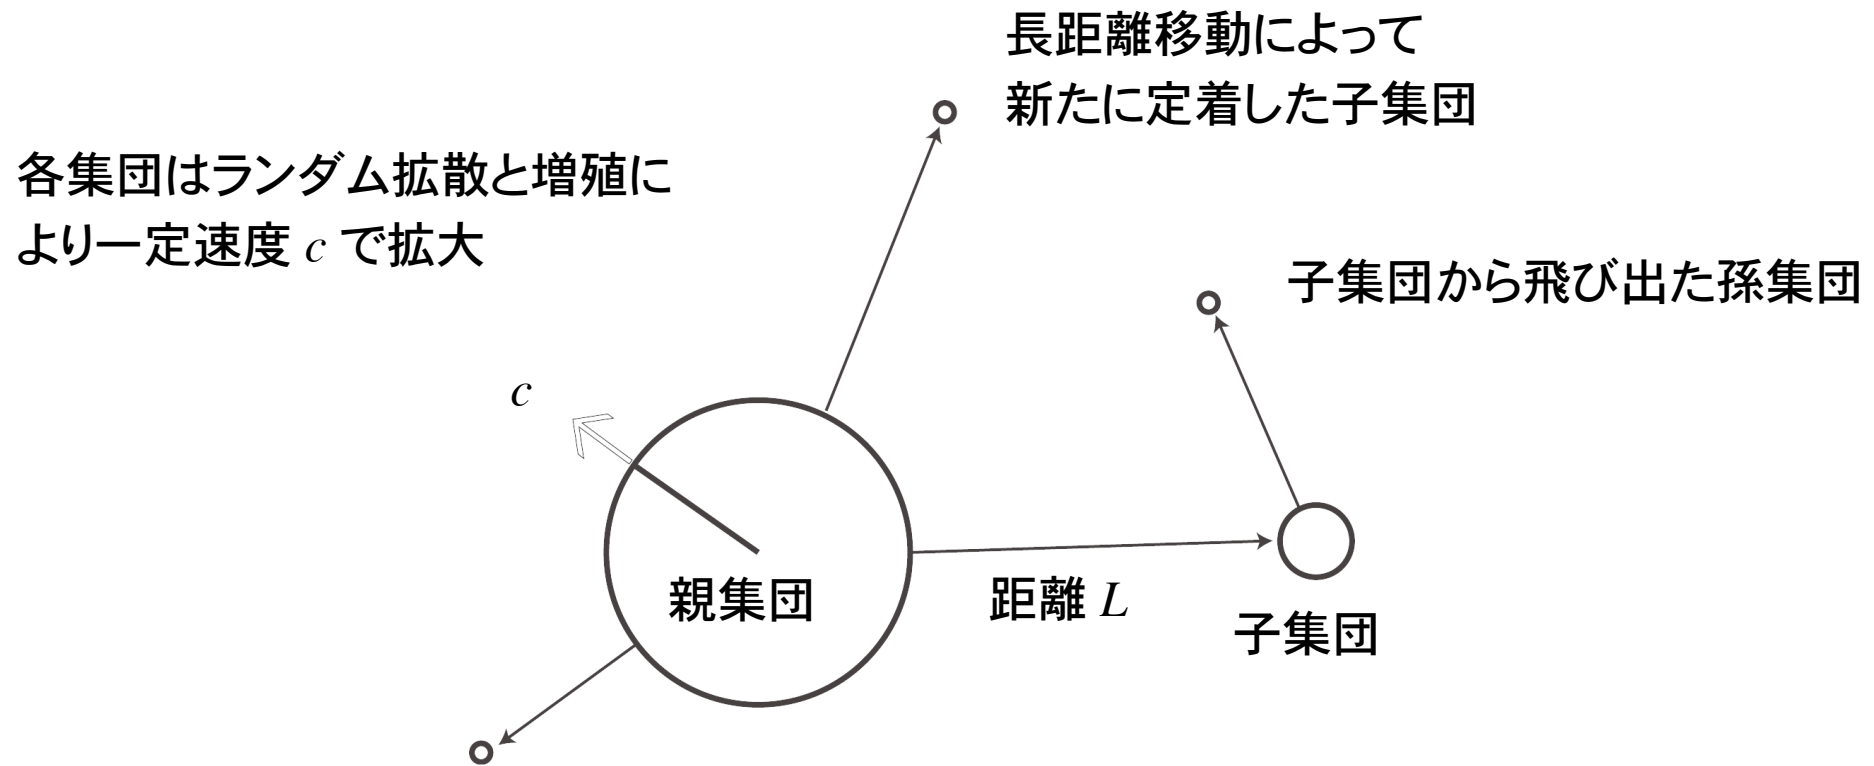 長距離移動によって
新たに定着した子集団
各集団はランダム拡散と増殖に
より一定速度 c で拡大
子集団から飛び出た孫集団
c
親集団
距離 L
子集団